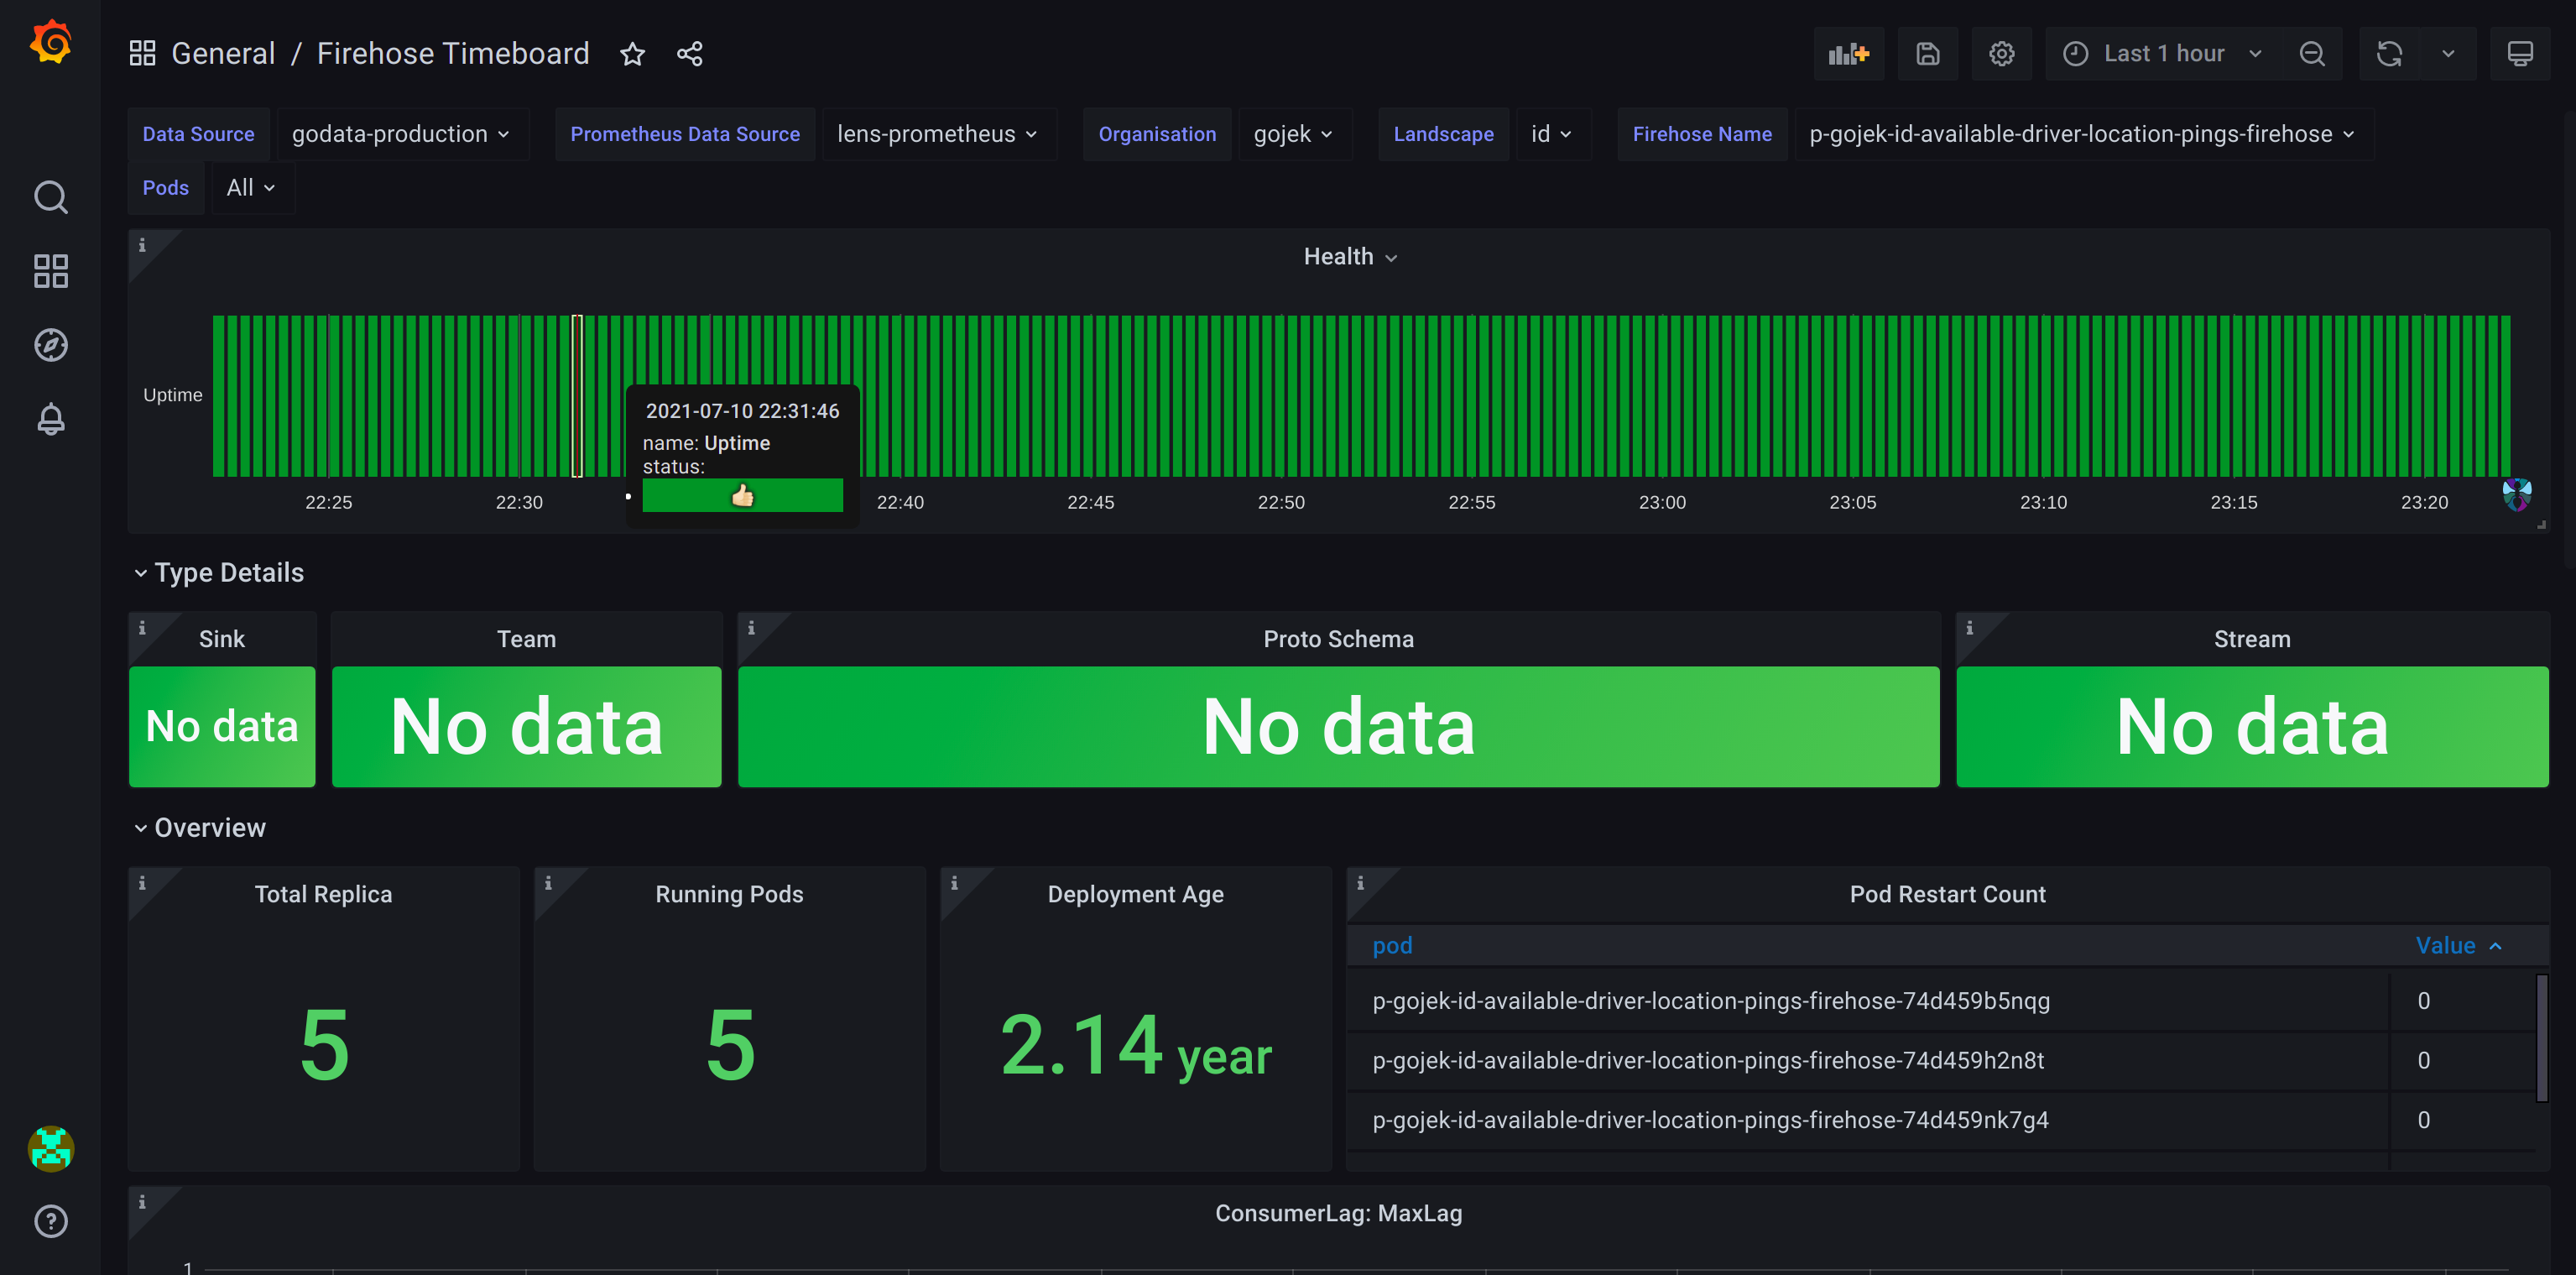 General / Firehose Timeboard
Last 1 hour
Data Source godata-production Prometheus Data Source lens-prometheus Organisation gojek Landscape id Firehose Name p-gojek-id-available-driver-location-pings-firehose
Pods All
Health
Uptime
2021-07-10 22:31:46
name: Uptime
status:
22:25 22:30 22:40 22:45 22:50 22:55 23:00 23:05 23:10 23:15 23:20
Type Details
Sink Team Proto Schema Stream
No data No data No data No data
Overview
Total Replica Running Pods Deployment Age Pod Restart Count
pod Value
5 5 2.14 year
p-gojek-id-available-driver-location-pings-firehose-74d459b5nqg 0
p-gojek-id-available-driver-location-pings-firehose-74d459h2n8t 0
p-gojek-id-available-driver-location-pings-firehose-74d459nk7g4 0
ConsumerLag: MaxLag
1